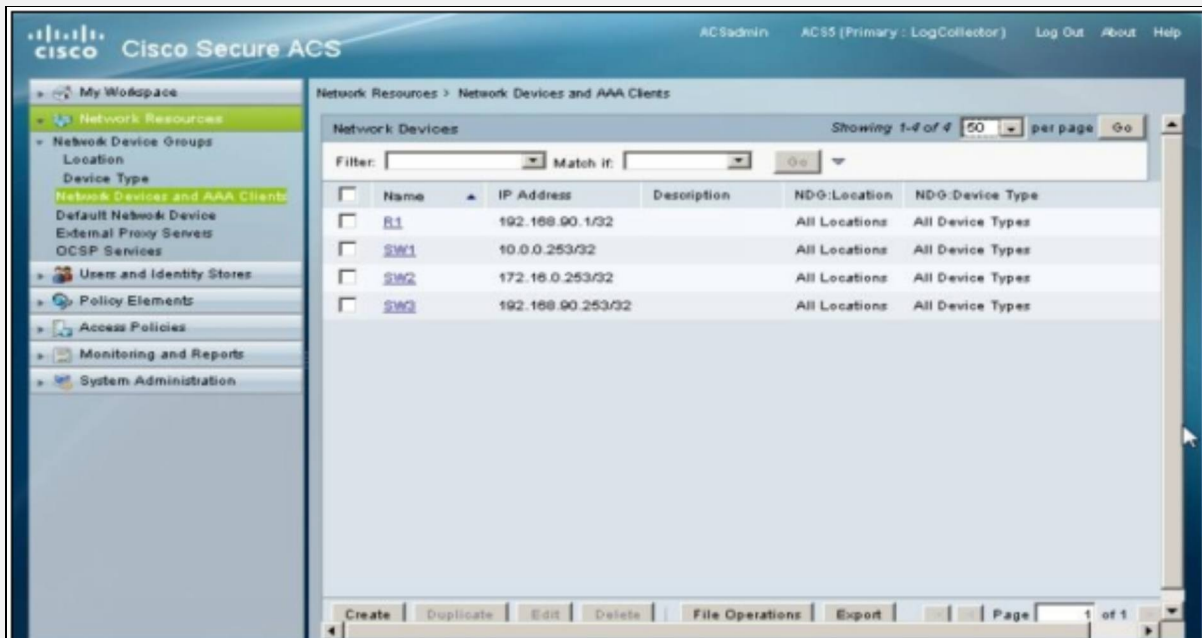 ACSadmin ACS5 (Primary : LogCollector) Log Out About Help
CISCO Cisco Secure ACS
My Workspace
Network Resources
Network Device Groups
Location
Device Type
Network Devices and AAA Clients
Default Network Device
External Proxy Servers
OCSP Services
Users and Identity Stores
Policy Elements
Access Policies
Monitoring and Reports
System Administration
Network Resources > Network Devices and AAA Clients
Network Devices Showing 1-4 of 4 50 per page Go
Filter: Match if: Go
Name IP Address Description NDG:Location NDG:Device Type
R1 192.168.90.1/32 All Locations All Device Types
SW1 10.0.0.253/32 All Locations All Device Types
SW2 172.16.0.253/32 All Locations All Device Types
SW3 192.168.90.253/32 All Locations All Device Types
Create Duplicate Edit Delete File Operations Export Page 1 of 1